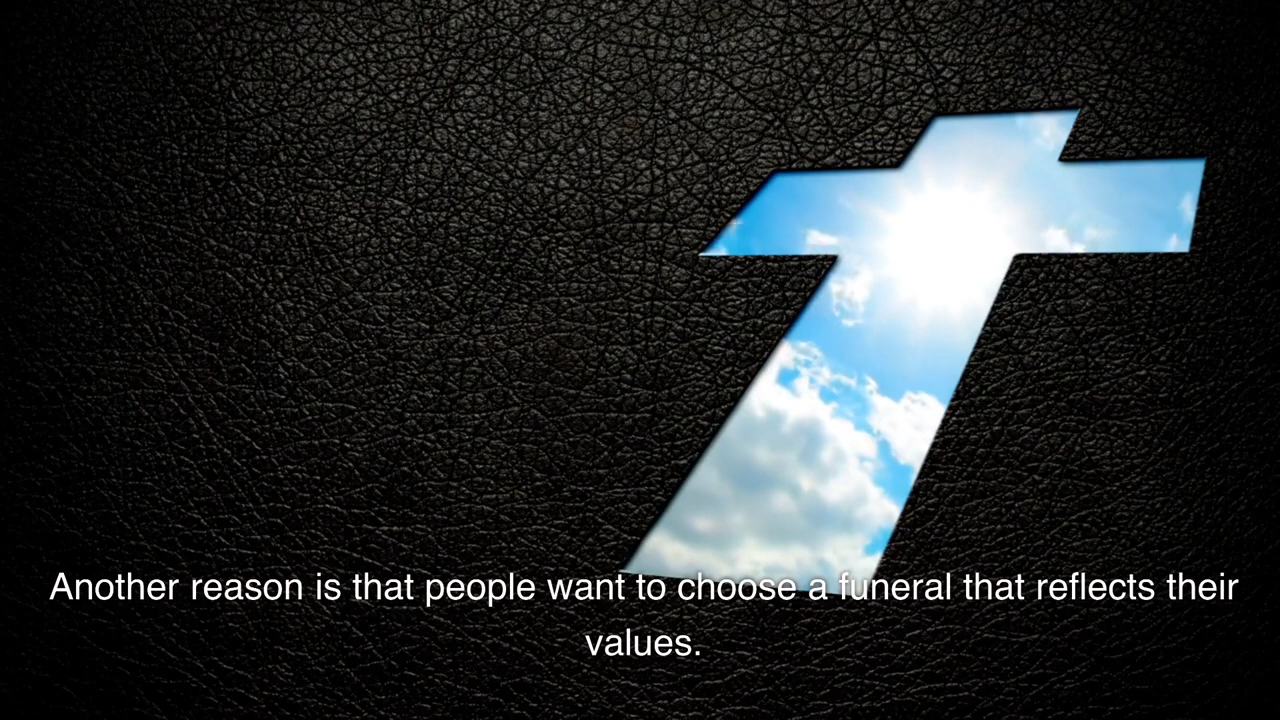 Another reason is that people want to choose a funeral that reflects their
values.